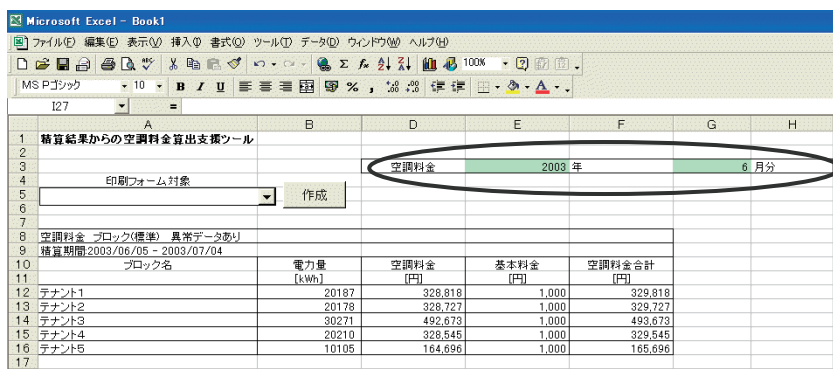 Microsoft Excel - Book1
ファイル(F) 編集(E) 表示(V) 挿入(I) 書式(O) ツール(T) データ(D) ウィンドウ(W) ヘルプ(H)
100%
MS Pゴシック 10 B I U % ,
I27 =
A B D E F G H
1 精算結果からの空調料金算出支援ツール
2
3 空調料金 2003 年 6 月分
4 印刷フォーム対象
5 作成
6
7
8 空調料金 ブロック(標準) 異常データあり
9 精算期間:2003/06/05 - 2003/07/04
10 ブロック名 電力量 空調料金 基本料金 空調料金合計
11 [kWh] [円] [円] [円]
12 テナント1 20187 328,818 1,000 329,818
13 テナント2 20178 328,727 1,000 329,727
14 テナント3 30271 492,673 1,000 493,673
15 テナント4 20210 328,545 1,000 329,545
16 テナント5 10105 164,696 1,000 165,696
17